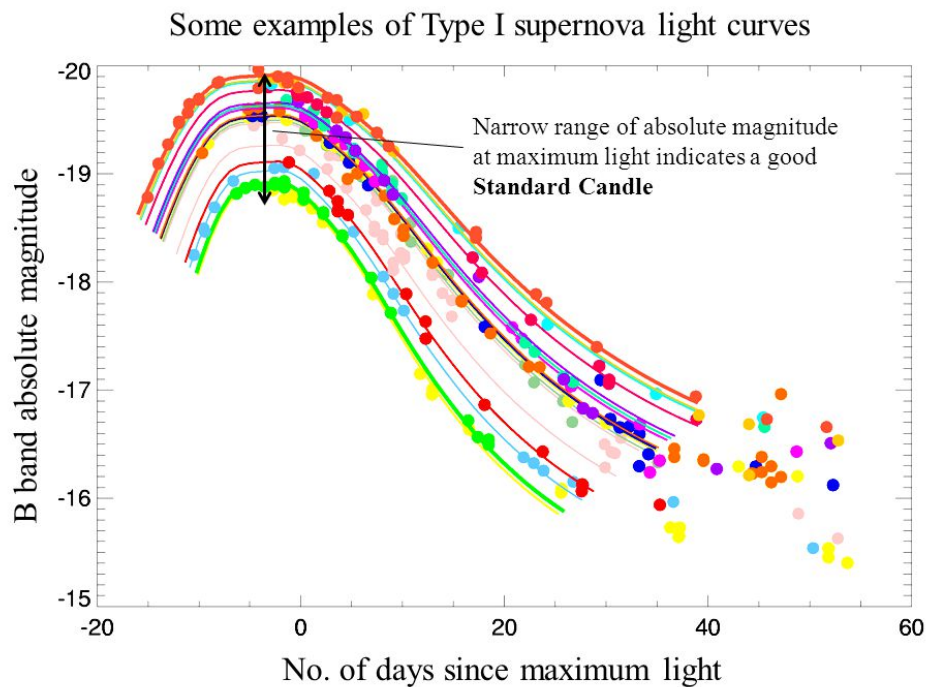 Some examples of Type I supernova light curves
-20
-19
-18
-17
-16
-15
B band absolute magnitude
Narrow range of absolute magnitude
at maximum light indicates a good
Standard Candle
-20
0
20
40
60
No. of days since maximum light